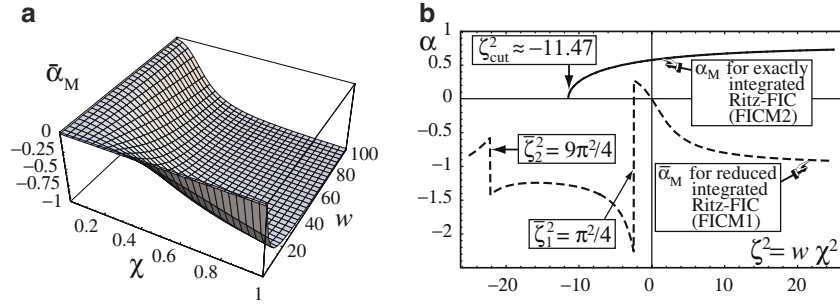 a
ᾱ_M
0
−0.25
−0.5
−0.75
−1
0.2
0.4
0.6
0.8
1
χ
20
40
60
80
100
w
b
α
1
0.5
0
−0.5
−1
−1.5
−2
ζ²_cut ≈ −11.47
α_M for exactly
integrated
Ritz-FIC
(FICM2)
ζ̄²₂ = 9π²/4
ζ̄²₁ = π²/4
ᾱ_M for reduced
integrated
Ritz-FIC
(FICM1)
ζ² = w χ²
−20
−10
0
10
20